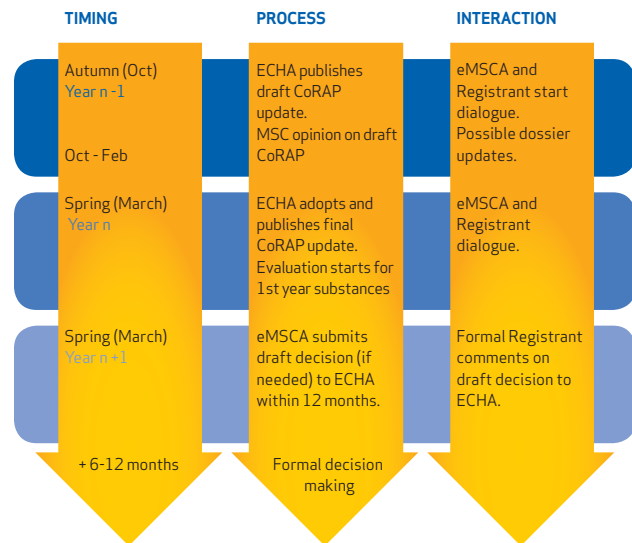 TIMING
PROCESS
INTERACTION
Autumn (Oct)
Year n -1
Oct - Feb
ECHA publishes
draft CoRAP
update.
MSC opinion on draft
CoRAP
eMSCA and
Registrant start
dialogue.
Possible dossier
updates.
Spring (March)
Year n
ECHA adopts and
publishes final
CoRAP update.
Evaluation starts for
1st year substances
eMSCA and
Registrant
dialogue.
Spring (March)
Year n +1
eMSCA submits
draft decision (if
needed) to ECHA
within 12 months.
Formal Registrant
comments on
draft decision to
ECHA.
+ 6-12 months
Formal decision
making